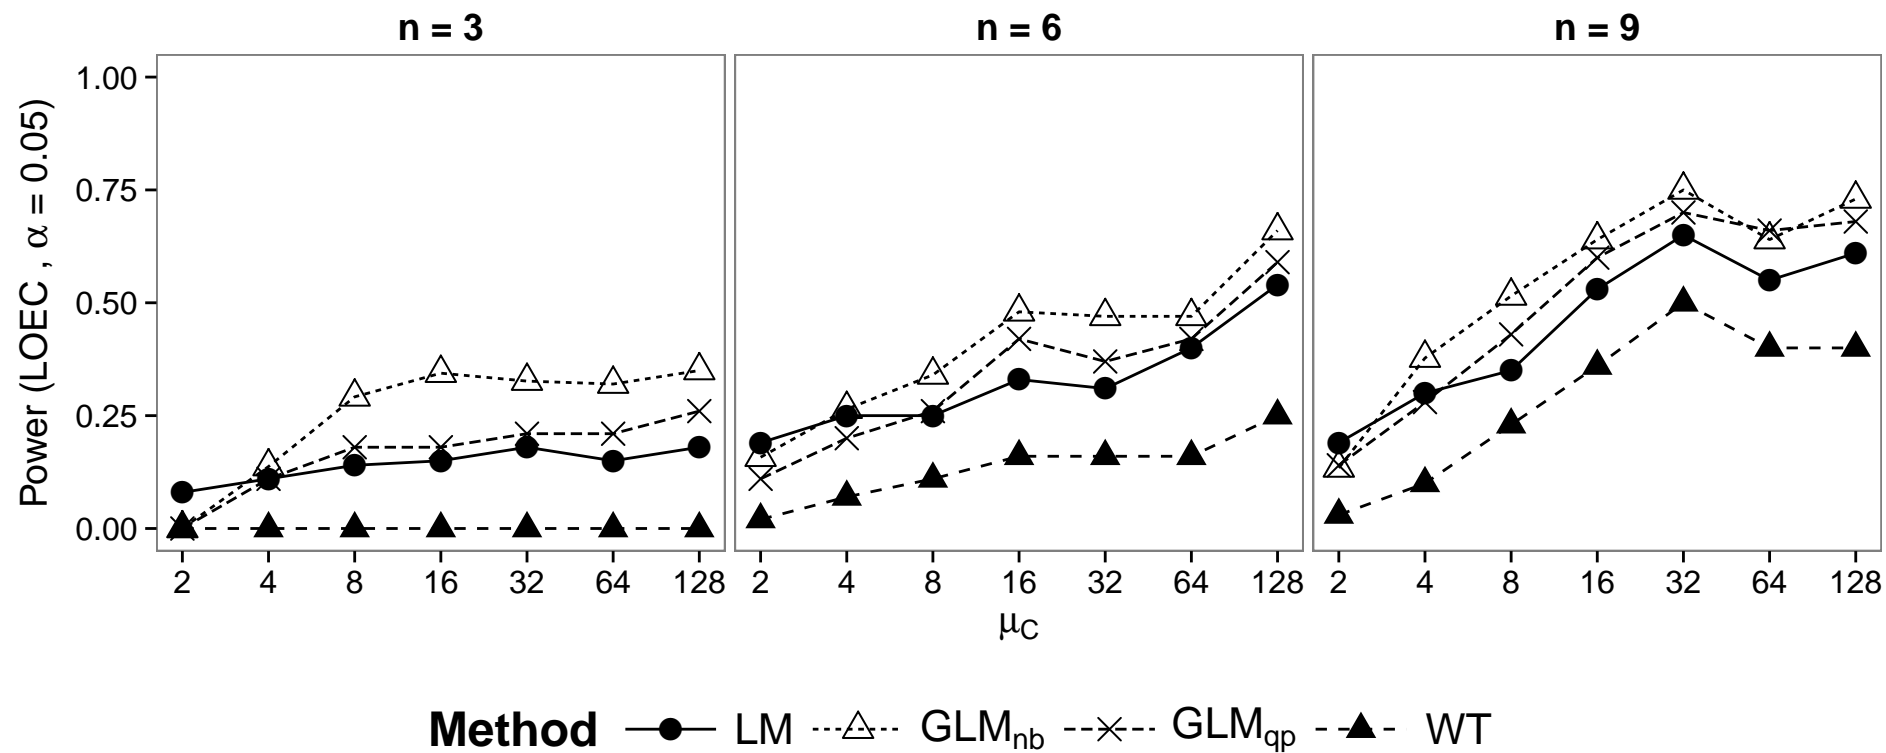 n = 3 n = 6 n = 9
Power (LOEC , α = 0.05)
1.00
0.75
0.50
0.25
0.00
2 4 8 16 32 64 128 2 4 8 16 32 64 128 2 4 8 16 32 64 128
μC
Method LM GLMnb GLMqp WT